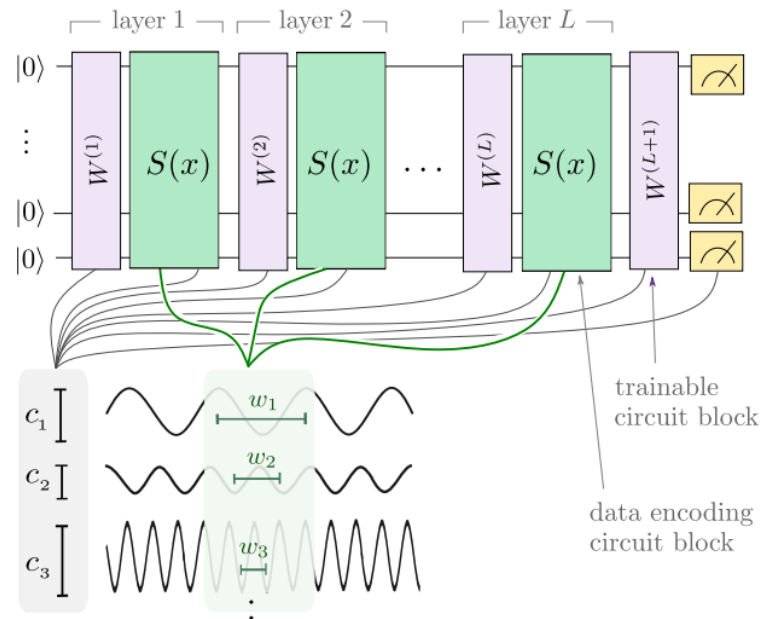 layer 1 layer 2 layer L
|0⟩
⋮
|0⟩
|0⟩
W⁽¹⁾ S(x) W⁽²⁾ S(x) ... W⁽ᴸ⁾ S(x) W⁽ᴸ⁺¹⁾
c₁ w₁
c₂ w₂
c₃ w₃
⋮
trainable
circuit block
data encoding
circuit block